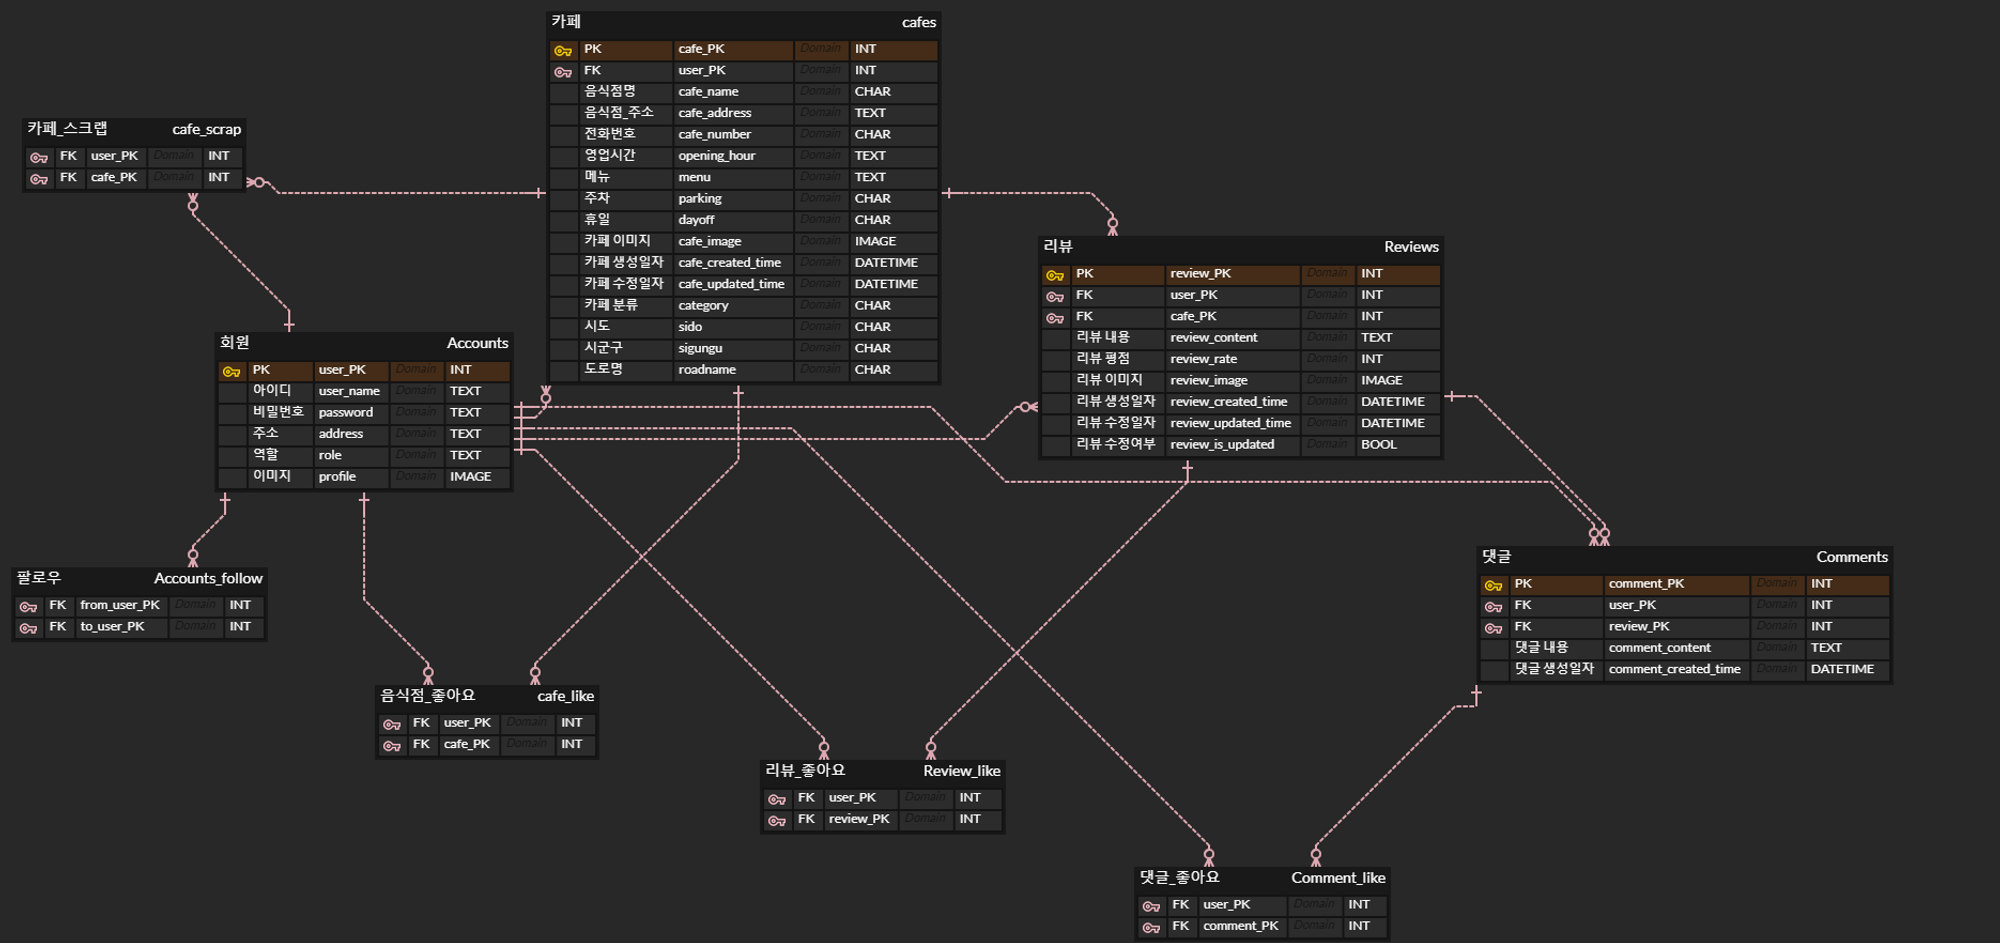 카페 cafes
PK cafe_PK Domain INT
FK user_PK Domain INT
음식점명 cafe_name Domain CHAR
음식점_주소 cafe_address Domain TEXT
전화번호 cafe_number Domain CHAR
영업시간 opening_hour Domain TEXT
메뉴 menu Domain TEXT
주차 parking Domain CHAR
휴일 dayoff Domain CHAR
카페 이미지 cafe_image Domain IMAGE
카페 생성일자 cafe_created_time Domain DATETIME
카페 수정일자 cafe_updated_time Domain DATETIME
카페 분류 category Domain CHAR
시도 sido Domain CHAR
시군구 sigungu Domain CHAR
도로명 roadname Domain CHAR
카페_스크랩 cafe_scrap
FK user_PK Domain INT
FK cafe_PK Domain INT
리뷰 Reviews
PK review_PK Domain INT
FK user_PK Domain INT
FK cafe_PK Domain INT
리뷰 내용 review_content Domain TEXT
리뷰 평점 review_rate Domain INT
리뷰 이미지 review_image Domain IMAGE
리뷰 생성일자 review_created_time Domain DATETIME
리뷰 수정일자 review_updated_time Domain DATETIME
리뷰 수정여부 review_is_updated Domain BOOL
회원 Accounts
PK user_PK Domain INT
아이디 user_name Domain TEXT
비밀번호 password Domain TEXT
주소 address Domain TEXT
역할 role Domain TEXT
이미지 profile Domain IMAGE
팔로우 Accounts_follow
FK from_user_PK Domain INT
FK to_user_PK Domain INT
댓글 Comments
PK comment_PK Domain INT
FK user_PK Domain INT
FK review_PK Domain INT
댓글 내용 comment_content Domain TEXT
댓글 생성일자 comment_created_time Domain DATETIME
음식점_좋아요 cafe_like
FK user_PK Domain INT
FK cafe_PK Domain INT
리뷰_좋아요 Review_like
FK user_PK Domain INT
FK review_PK Domain INT
댓글_좋아요 Comment_like
FK user_PK Domain INT
FK comment_PK Domain INT